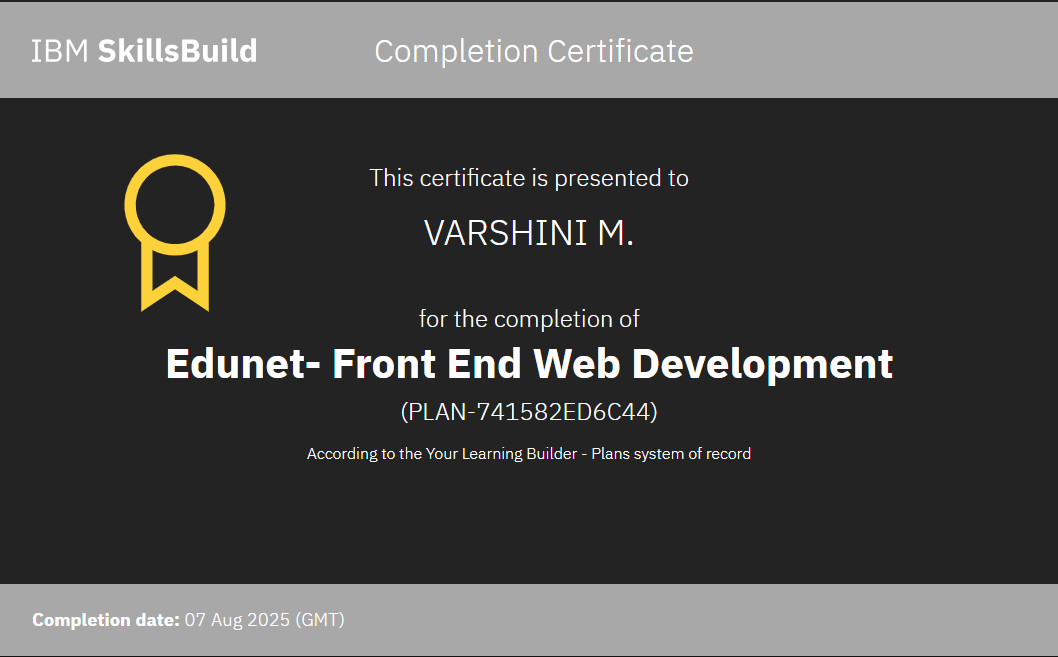 IBM SkillsBuild
Completion Certificate
This certificate is presented to
VARSHINI M.
for the completion of
Edunet- Front End Web Development
(PLAN-741582ED6C44)
According to the Your Learning Builder - Plans system of record
Completion date: 07 Aug 2025 (GMT)